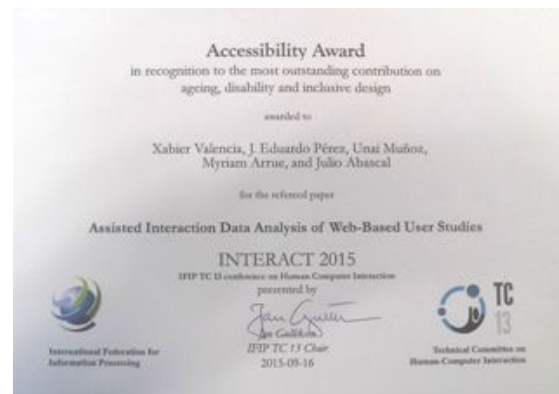 Accessibility Award
in recognition to the most outstanding contribution on
ageing, disability and inclusive design
awarded to
Xabier Valencia, J. Eduardo Pérez, Unai Muñoz,
Myriam Arrue, and Julio Abascal
for the refereed paper
Assisted Interaction Data Analysis of Web-Based User Studies
INTERACT 2015
IFIP TC 13 conference on Human Computer Interaction
presented by
Jan Gulliksen
IFIP TC 13 Chair
2015-09-16
International Federation for
Information Processing
TC
13
Technical Committee on
Human-Computer Interaction